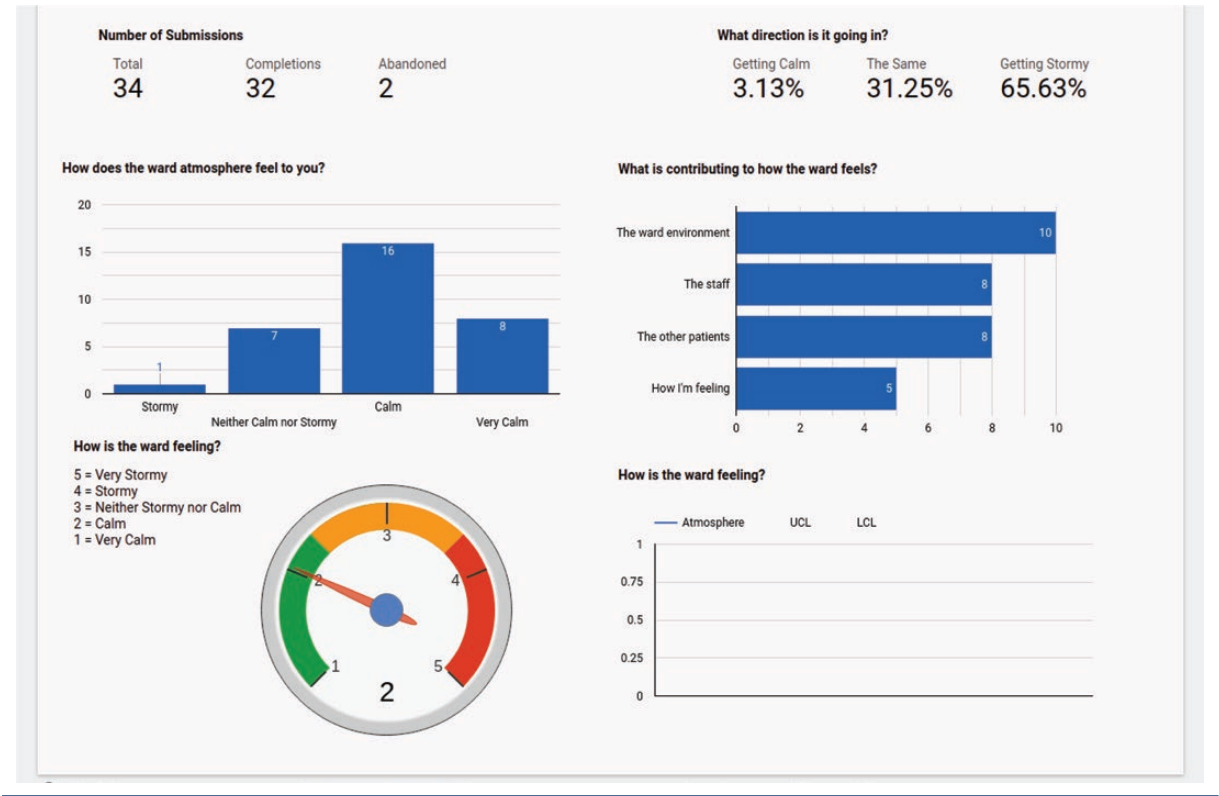 Number of Submissions
Total Completions Abandoned
34 32 2
What direction is it going in?
Getting Calm The Same Getting Stormy
3.13% 31.25% 65.63%
How does the ward atmosphere feel to you?
20
15
10
5
0
1
7
16
8
Stormy
Neither Calm nor Stormy
Calm
Very Calm
What is contributing to how the ward feels?
The ward environment 10
The staff 8
The other patients 8
How I'm feeling 5
0 2 4 6 8 10
How is the ward feeling?
5 = Very Stormy
4 = Stormy
3 = Neither Stormy nor Calm
2 = Calm
1 = Very Calm
1
2
3
4
5
2
How is the ward feeling?
Atmosphere UCL LCL
1
0.75
0.5
0.25
0